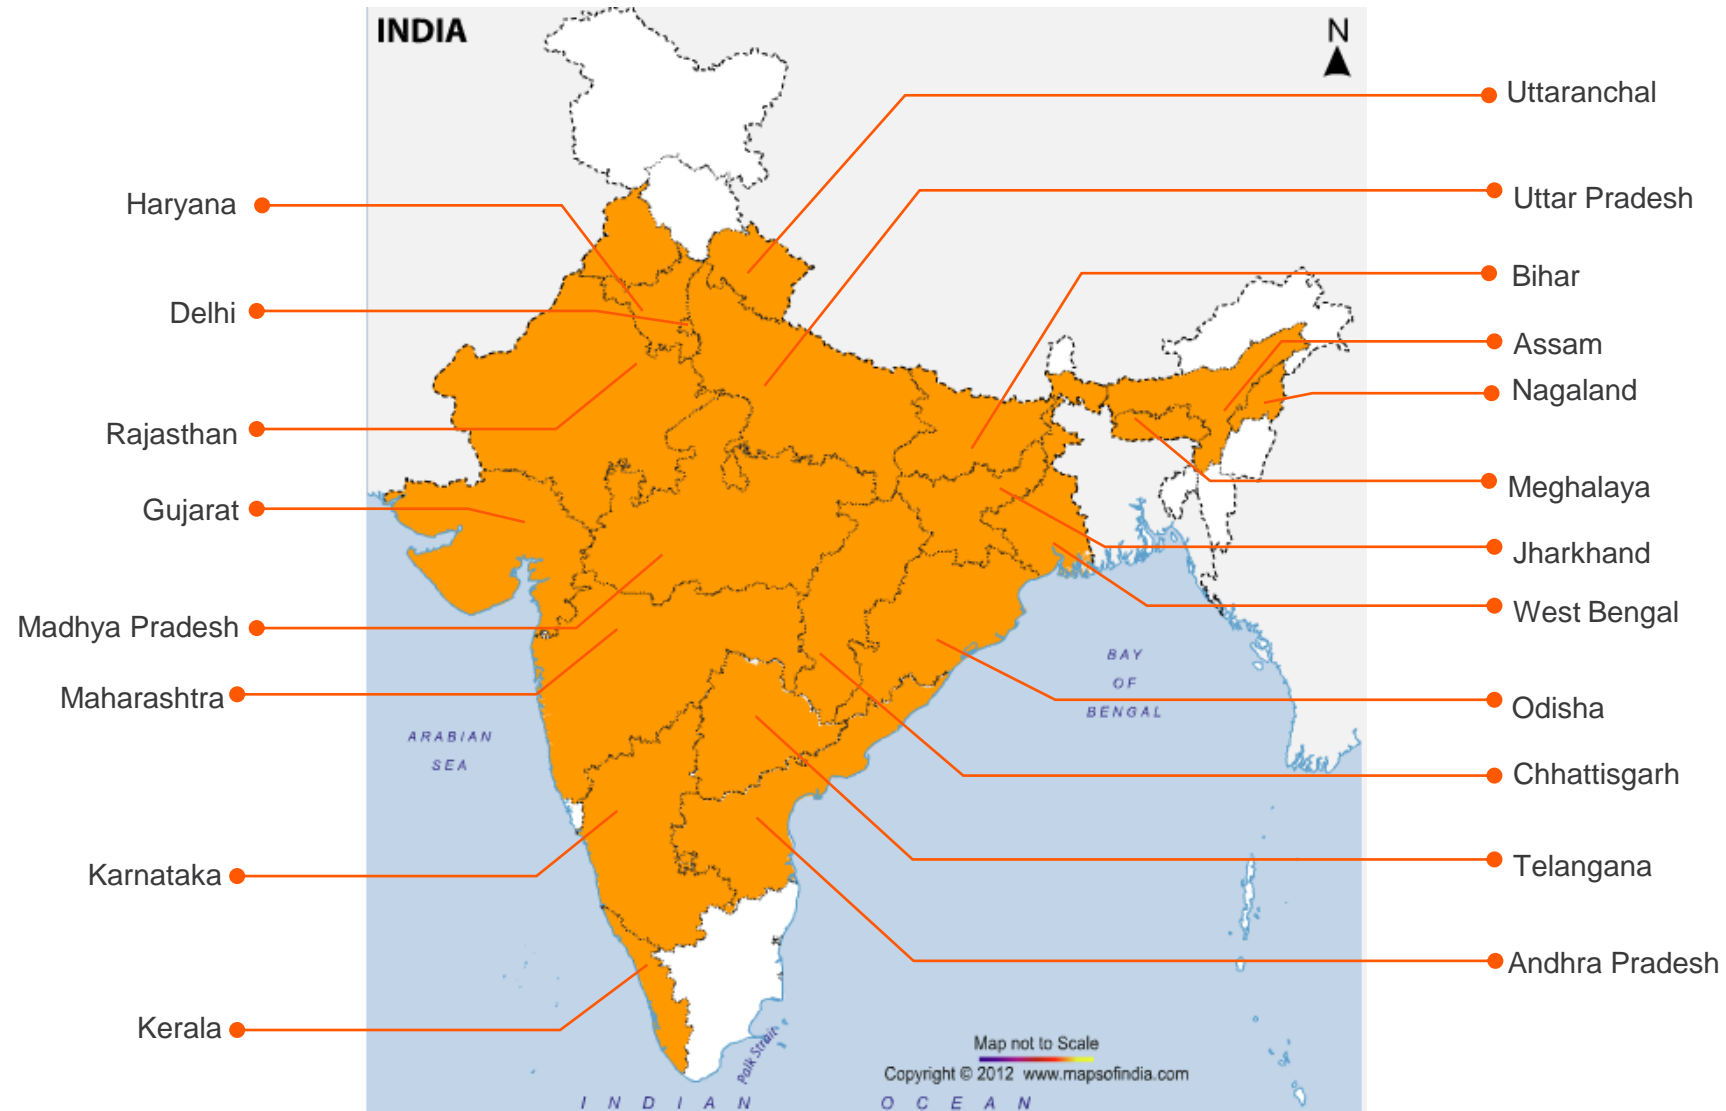 INDIA
N
Uttaranchal
Uttar Pradesh
Haryana
Bihar
Delhi
Assam
Nagaland
Rajasthan
Meghalaya
Gujarat
Jharkhand
West Bengal
Madhya Pradesh
BAY
OF
BENGAL
Maharashtra
Odisha
ARABIAN
SEA
Chhattisgarh
Telangana
Karnataka
Andhra Pradesh
Kerala
Palk Strait
Map not to Scale
Copyright © 2012 www.mapsofindia.com
INDIAN OCEAN